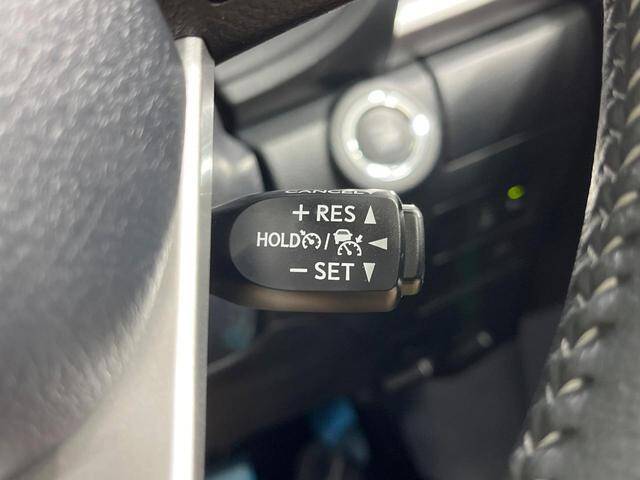 CANCEL
+ RES ▲
HOLD / ◀
− SET ▼